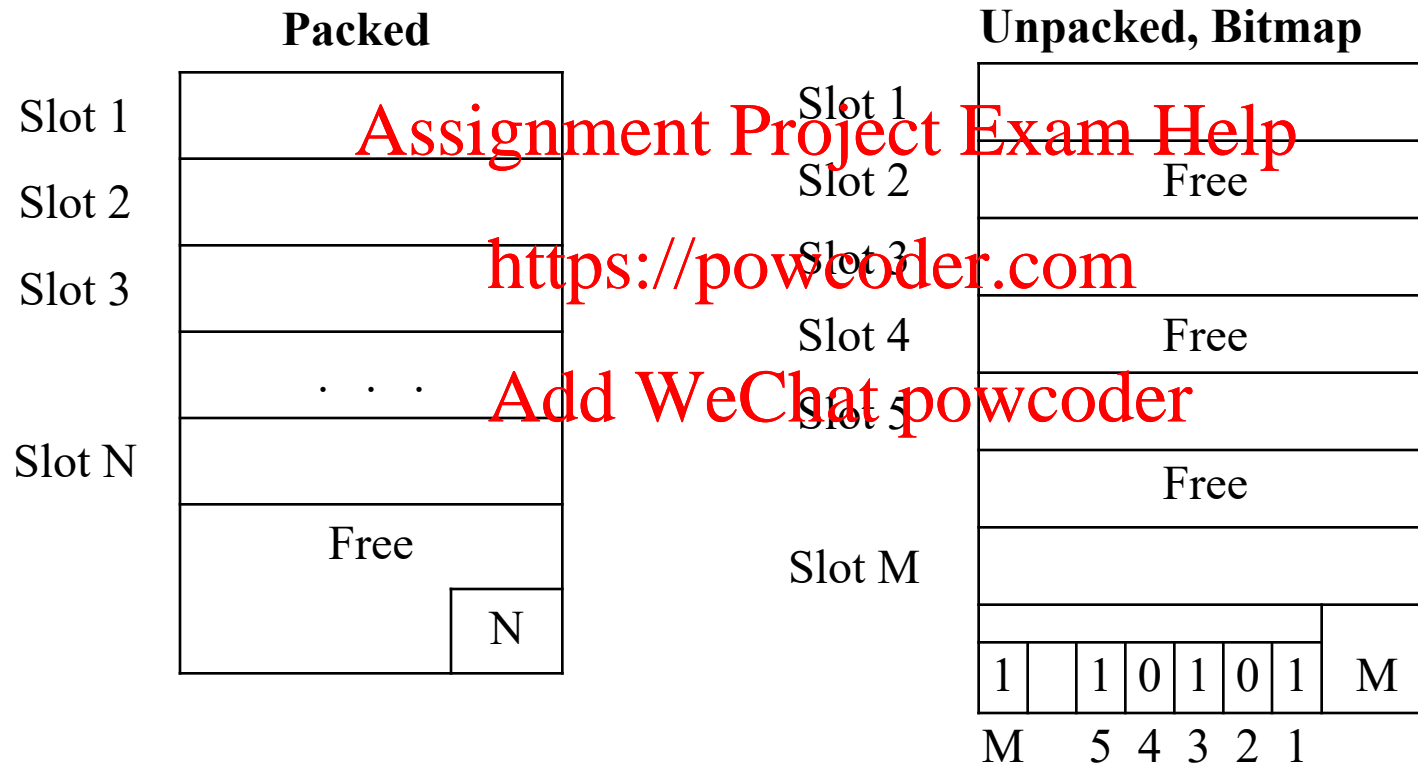 Packed
Slot 1
Slot 2
Slot 3
. . .
Slot N
Free
N
Unpacked, Bitmap
Slot 1
Slot 2 Free
Slot 3
Slot 4 Free
Slot 5
Free
Slot M
1 1 0 1 0 1 M
M 5 4 3 2 1
Assignment Project Exam Help
https://powcoder.com
Add WeChat powcoder